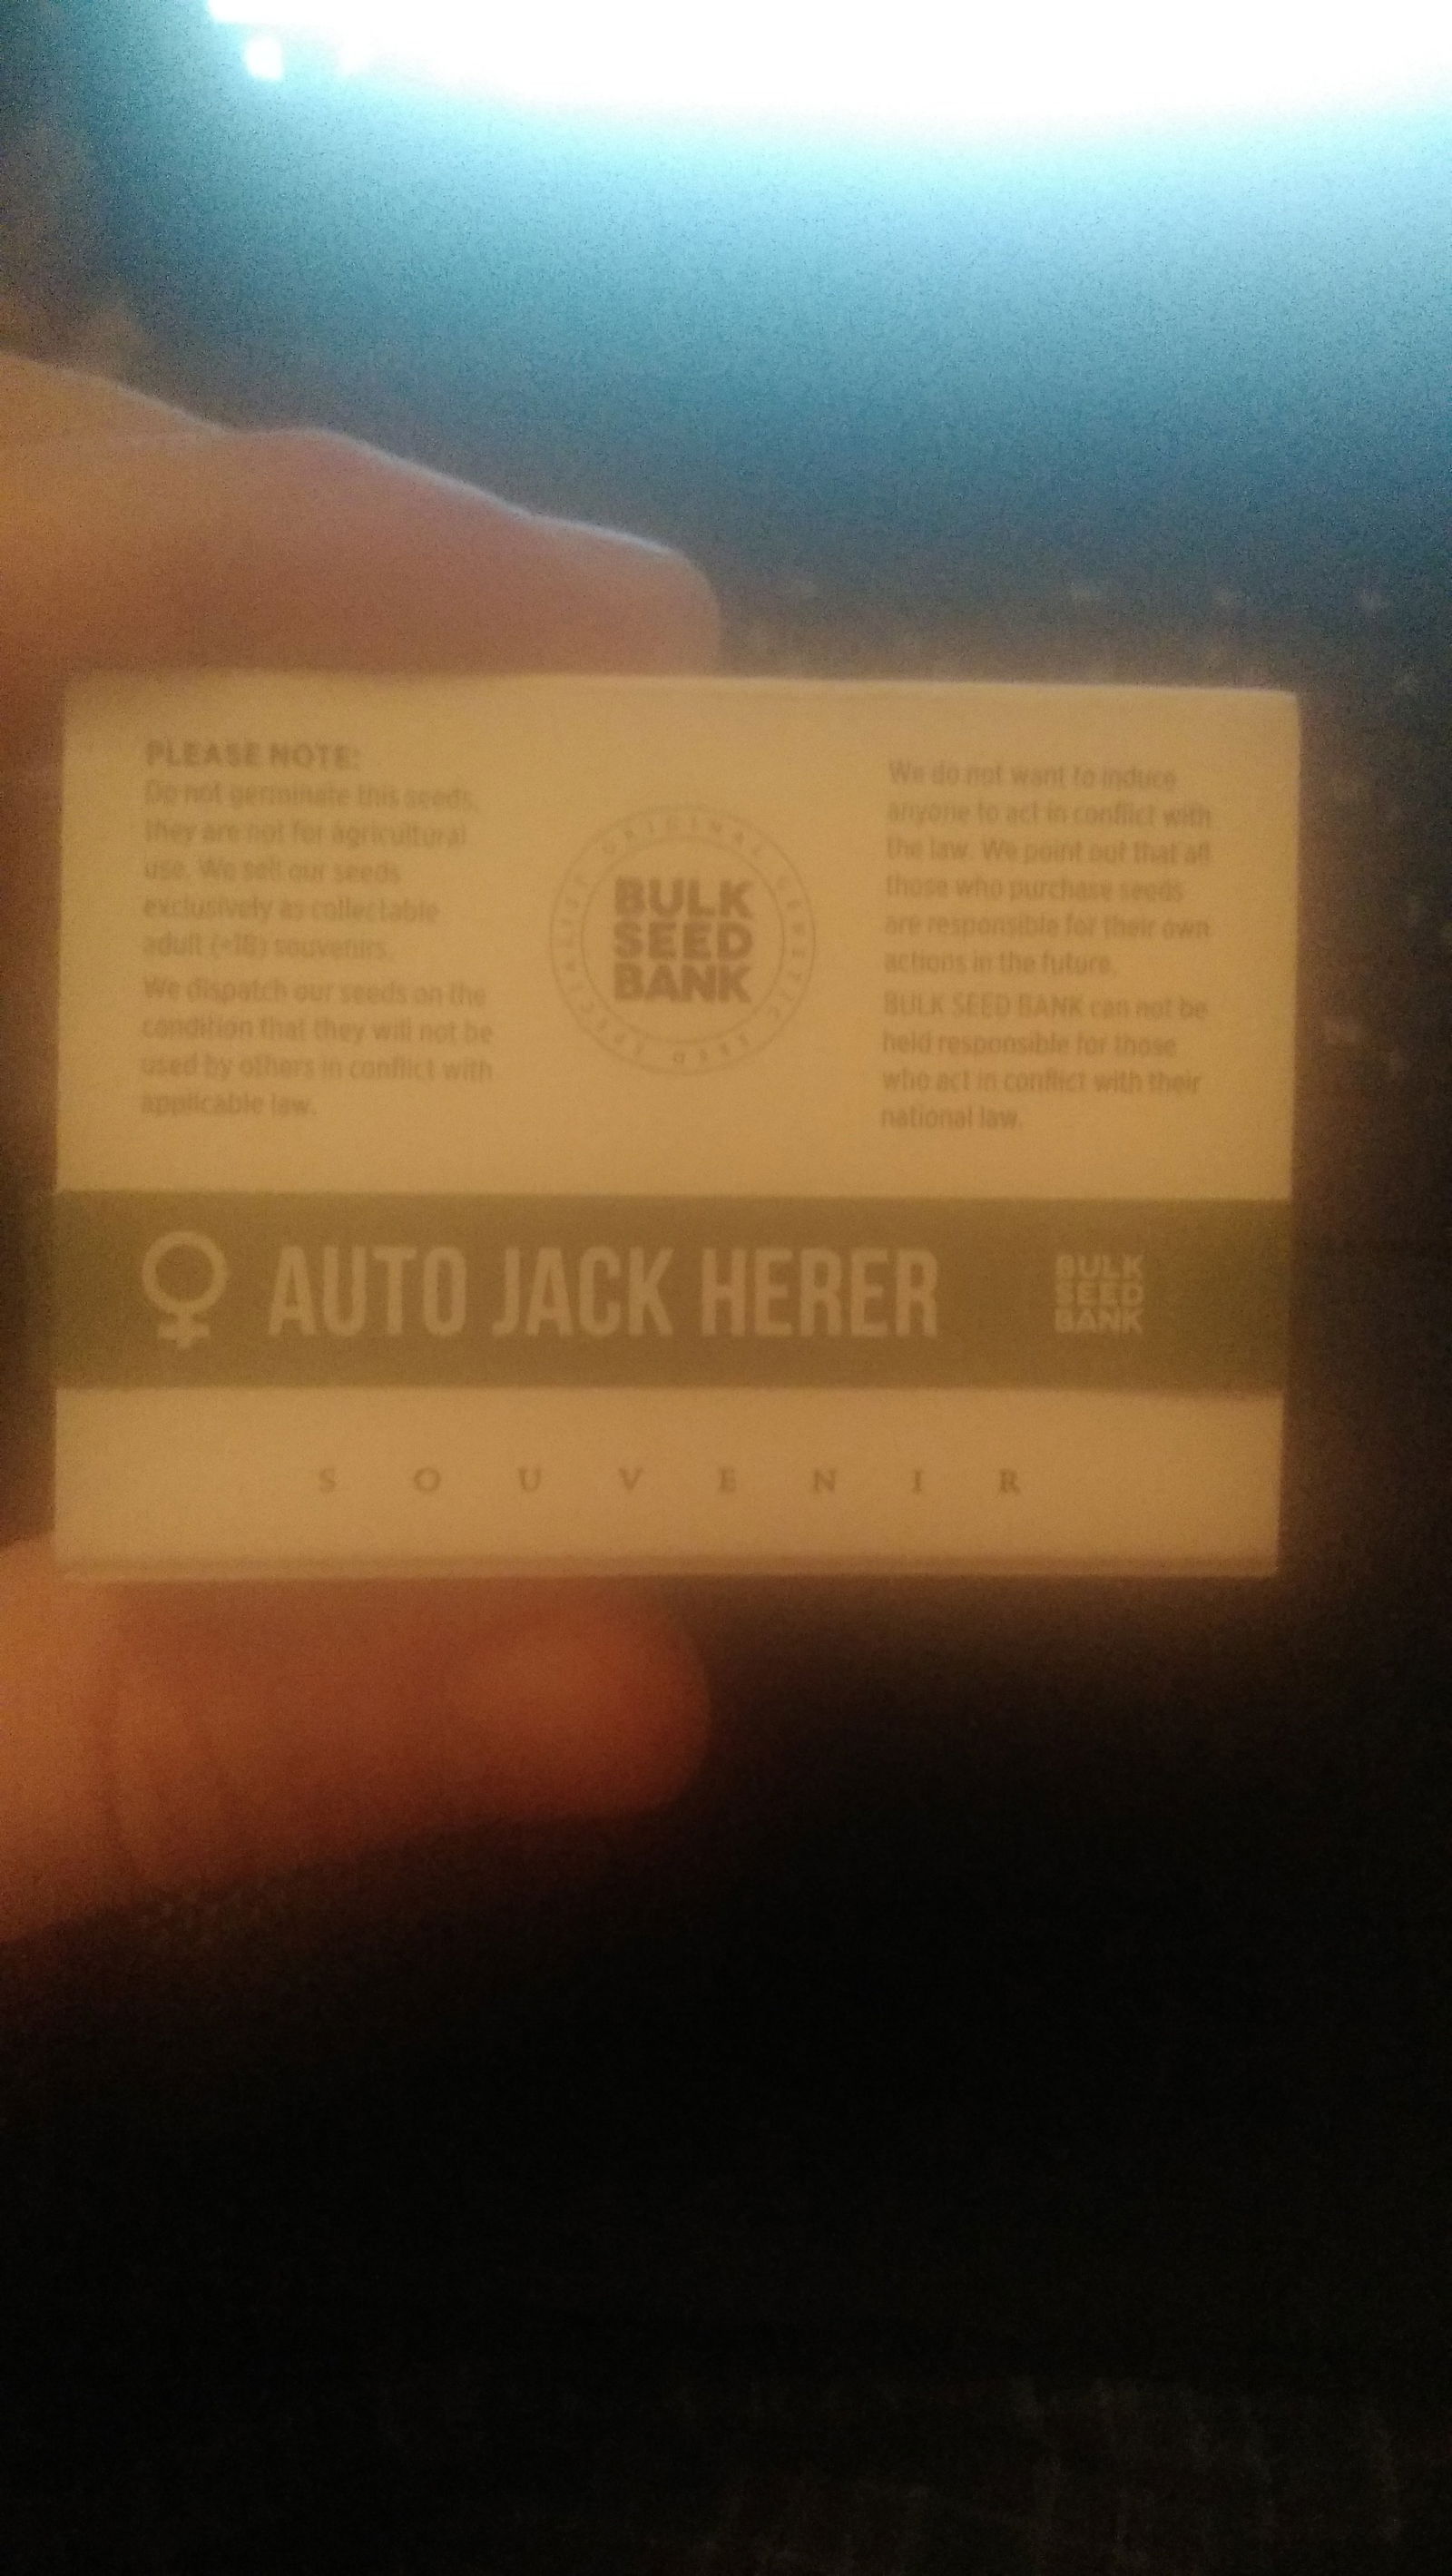 PLEASE NOTE:
Do not germinate this seeds,
they are not for agricultural
use. We sell our seeds
exclusively as collectable
adult (+18) souvenirs.
We dispatch our seeds on the
condition that they will not be
used by others in conflict with
applicable law.
ORIGINAL GENETIC SEED SPECIALIST
BULK
SEED
BANK
We do not want to induce
anyone to act in conflict with
the law. We point out that all
those who purchase seeds
are responsible for their own
actions in the future.
BULK SEED BANK can not be
held responsible for those
who act in conflict with their
national law.
♀ AUTO JACK HERER
BULK
SEED
BANK
SOUVENIR